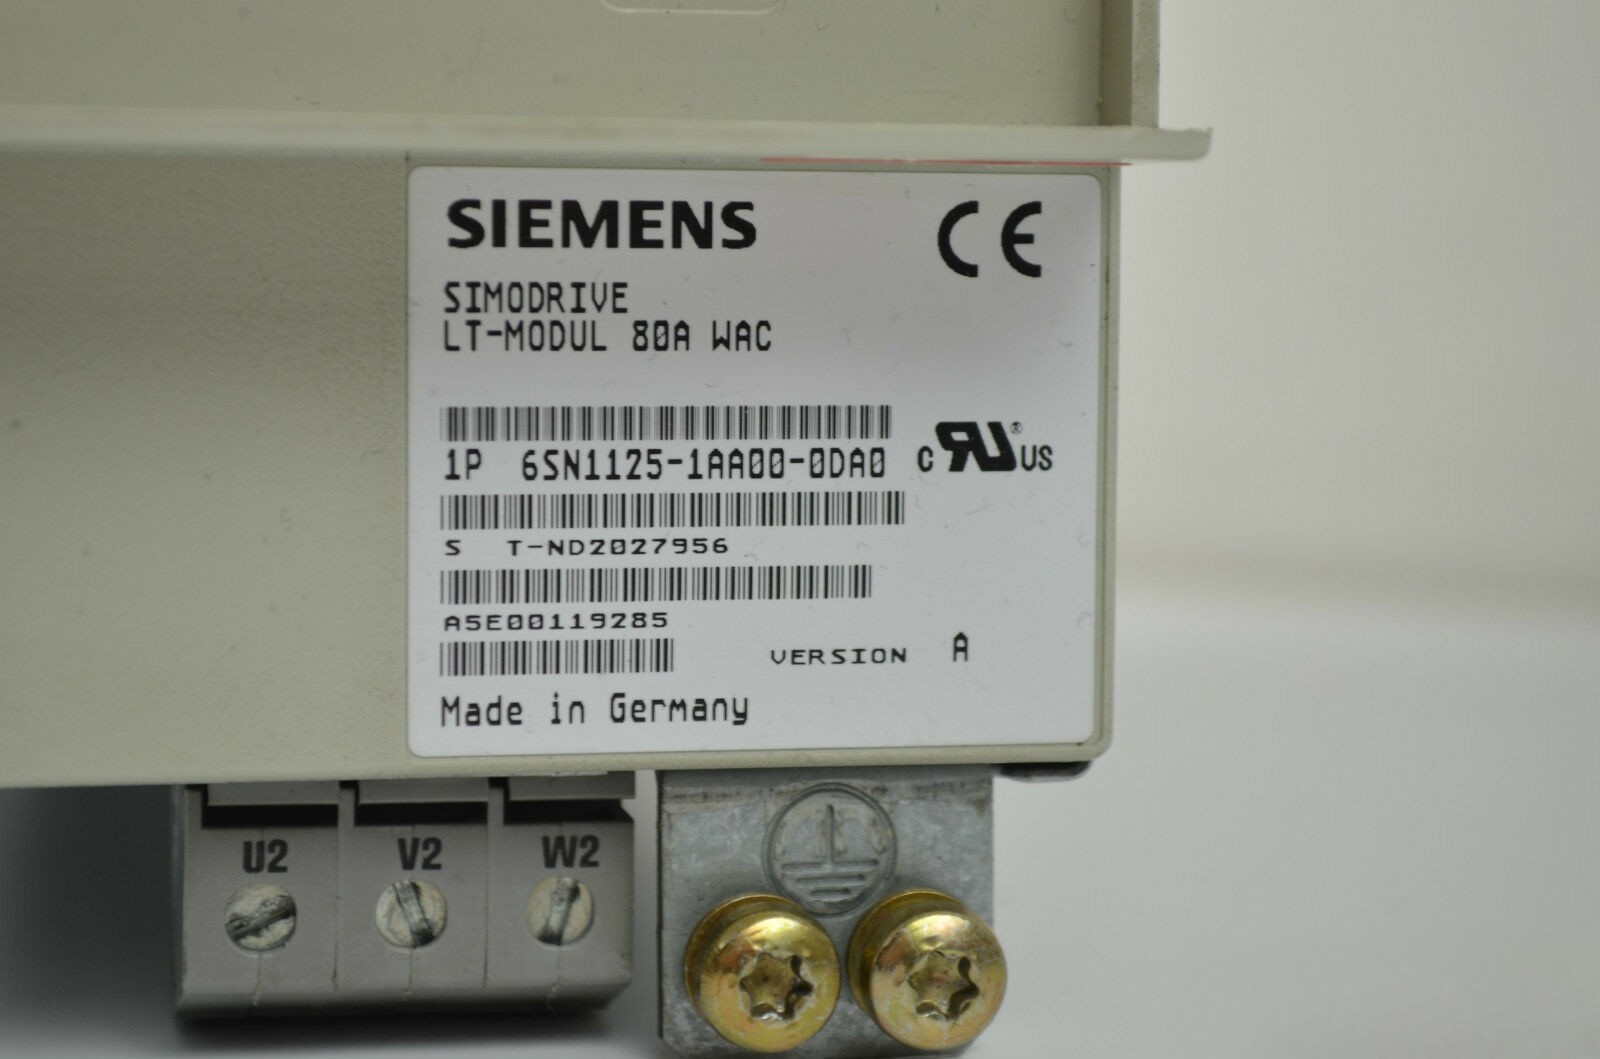 SIEMENS
CE
SIMODRIVE
LT-MODUL 80A WAC
1P 6SN1125-1AA00-0DA0
c RU® US
S T-ND2027956
A5E00119285
VERSION A
Made in Germany
U2 V2 W2